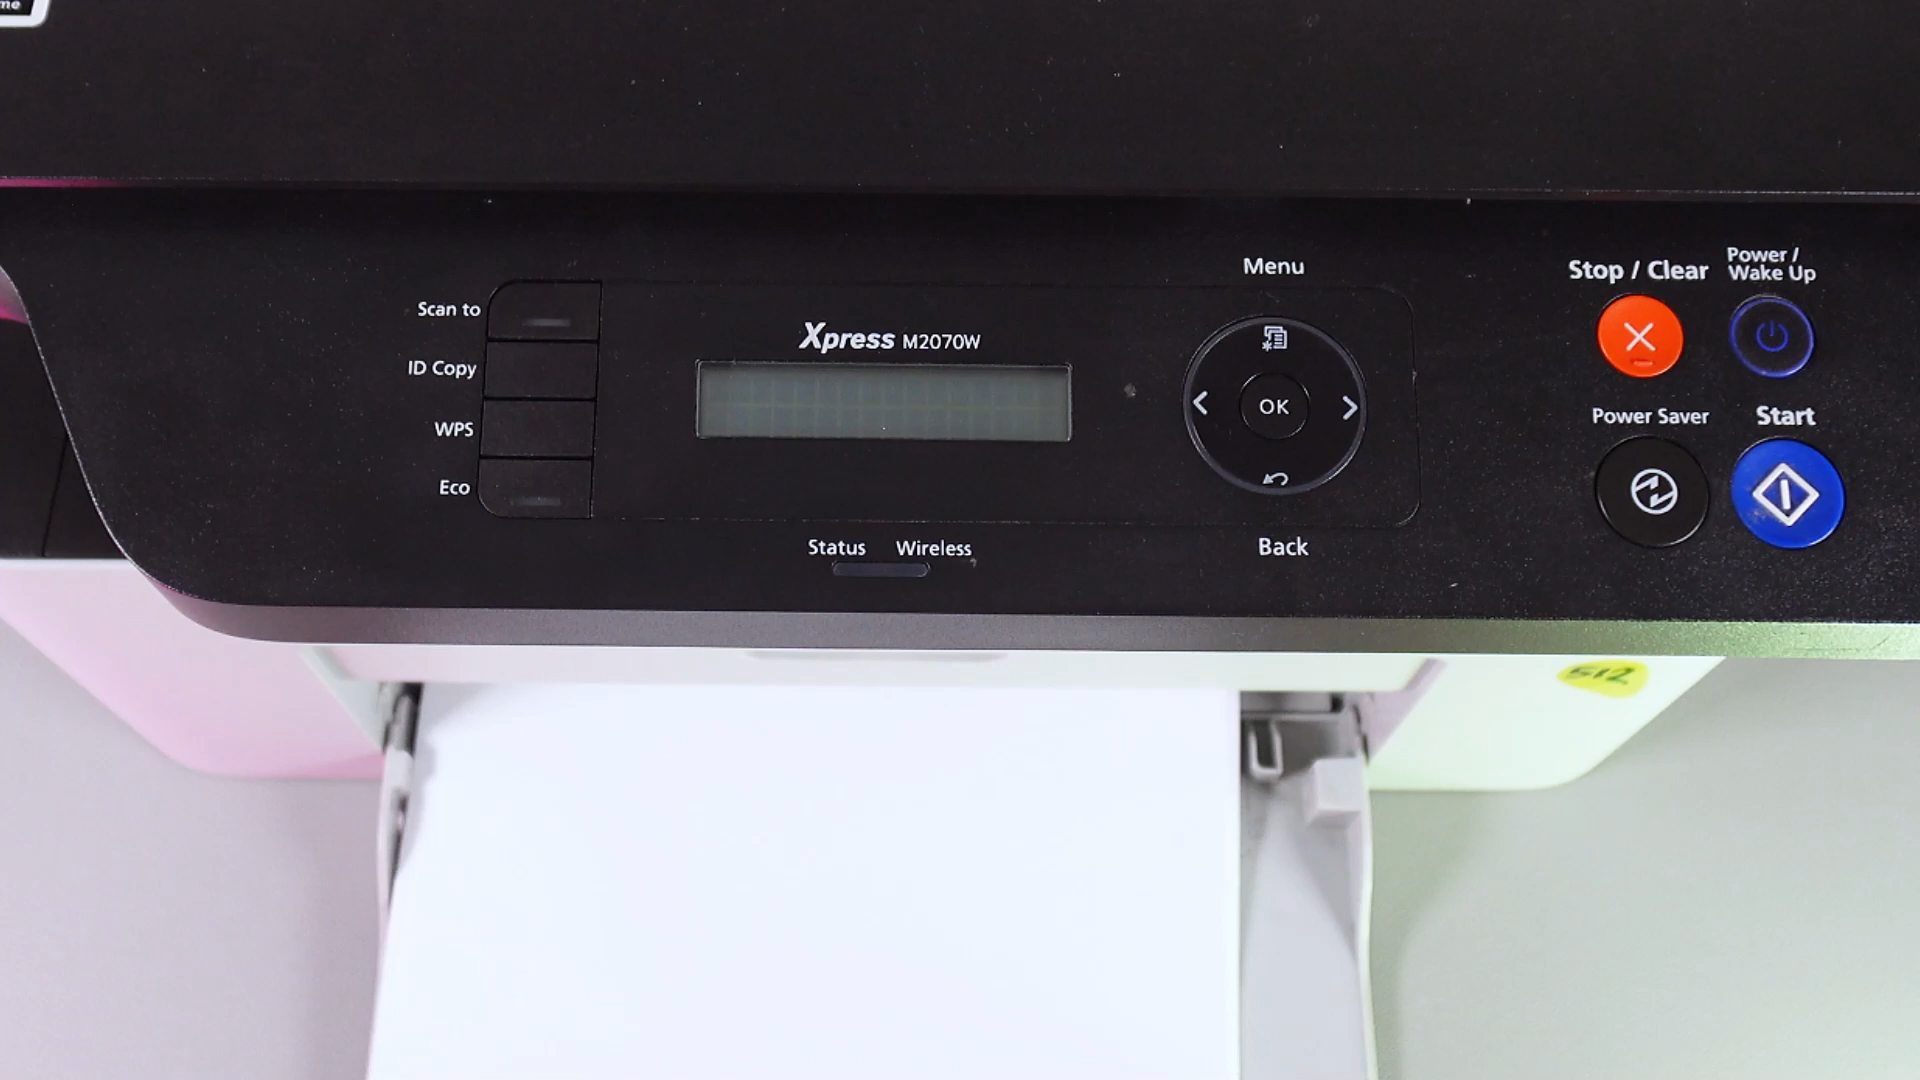 me
Power /
Wake Up
Stop / Clear
Menu
Scan to
Xpress M2070W
ID Copy
OK
Power Saver
Start
WPS
Eco
Status
Wireless
Back
512